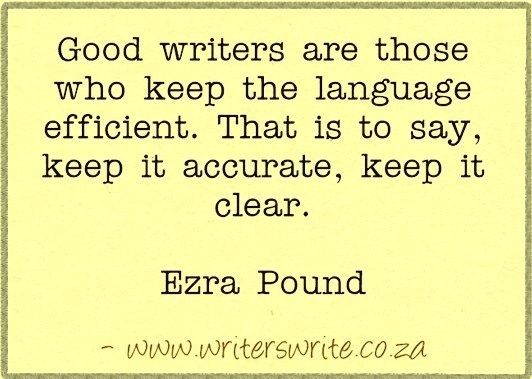 Good writers are those
who keep the language
efficient. That is to say,
keep it accurate, keep it
clear.
Ezra Pound
- www.writerswrite.co.za